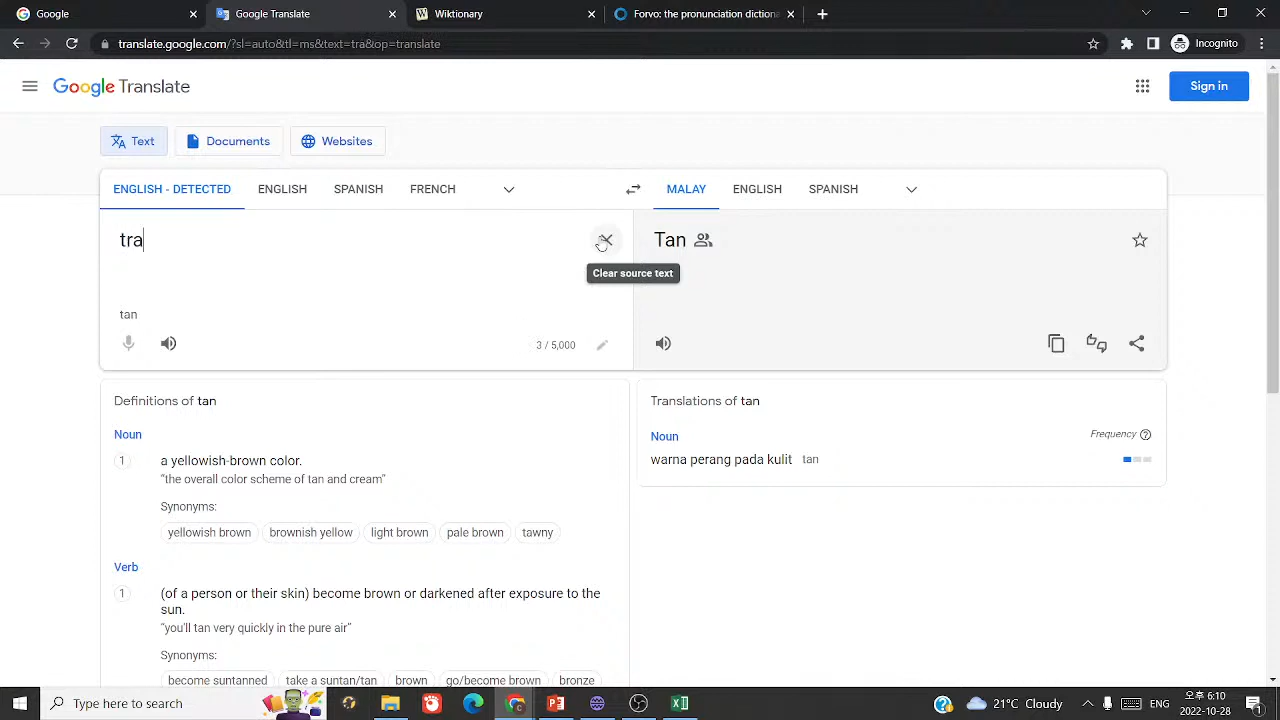 Google
Google Translate
Wiktionary
Forvo: the pronunciation dictiona
translate.google.com/?sl=auto&tl=ms&text=tra&op=translate
Incognito
Google Translate
Sign in
Text
Documents
Websites
ENGLISH - DETECTED
ENGLISH
SPANISH
FRENCH
MALAY
ENGLISH
SPANISH
tra
Tan
Clear source text
tan
3 / 5,000
Definitions of tan
Noun
1
a yellowish-brown color.
“the overall color scheme of tan and cream”
Synonyms:
yellowish brown
brownish yellow
light brown
pale brown
tawny
Verb
1
(of a person or their skin) become brown or darkened after exposure to the
sun.
“you'll tan very quickly in the pure air”
Synonyms:
become suntanned
take a suntan/tan
brown
go/become brown
bronze
Translations of tan
Noun
Frequency
warna perang pada kulit
tan
Type here to search
21°C Cloudy
ENG
오후 6:10
2022-10-28